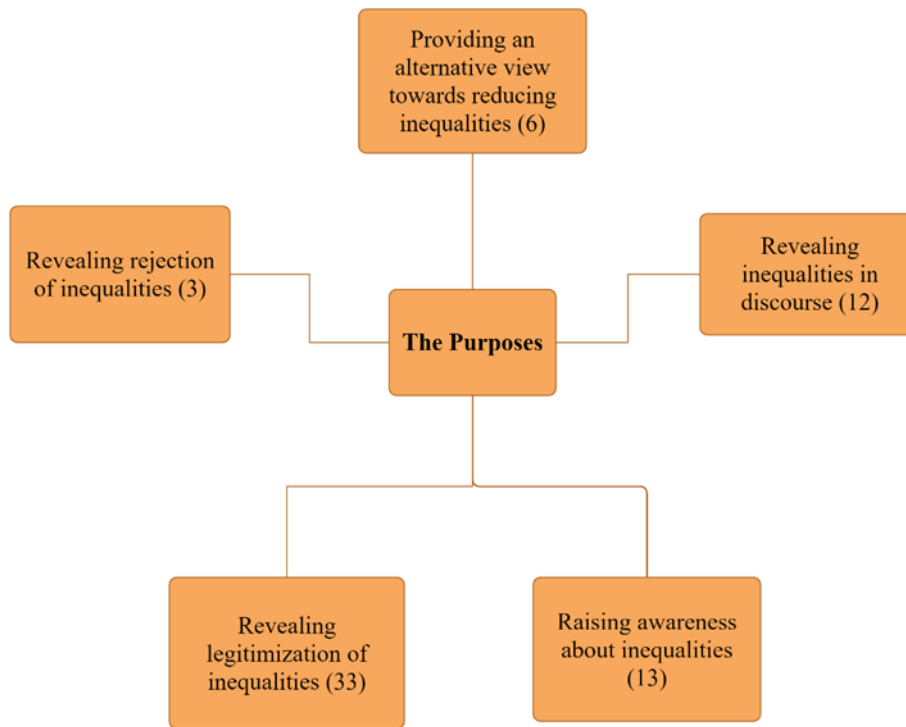 Providing an
alternative view
towards reducing
inequalities (6)
Revealing rejection
of inequalities (3)
Revealing
inequalities in
discourse (12)
The Purposes
Revealing
legitimization of
inequalities (33)
Raising awareness
about inequalities
(13)